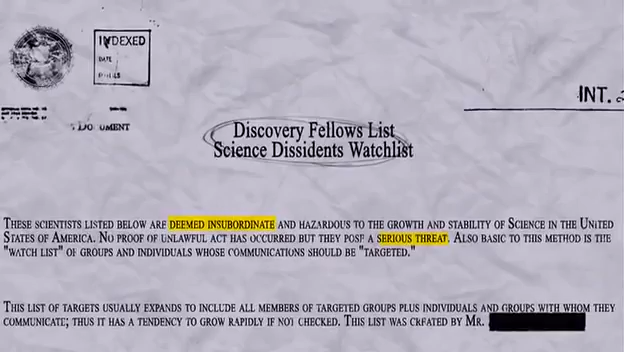 INDEXED
DATE
INT.
DOCUMENT
Discovery Fellows List
Science Dissidents Watchlist
THESE SCIENTISTS LISTED BELOW ARE DEEMED INSUBORDINATE AND HAZARDOUS TO THE GROWTH AND STABILITY OF SCIENCE IN THE UNITED
STATES OF AMERICA. NO PROOF OF UNLAWFUL ACT HAS OCCURRED BUT THEY POSE A SERIOUS THREAT. ALSO BASIC TO THIS METHOD IS THE
"WATCH LIST" OF GROUPS AND INDIVIDUALS WHOSE COMMUNICATIONS SHOULD BE "TARGETED."
THIS LIST OF TARGETS USUALLY EXPANDS TO INCLUDE ALL MEMBERS OF TARGETED GROUPS PLUS INDIVIDUALS AND GROUPS WITH WHOM THEY
COMMUNICATE; THUS IT HAS A TENDENCY TO GROW RAPIDLY IF NOT CHECKED. THIS LIST WAS CREATED BY MR.